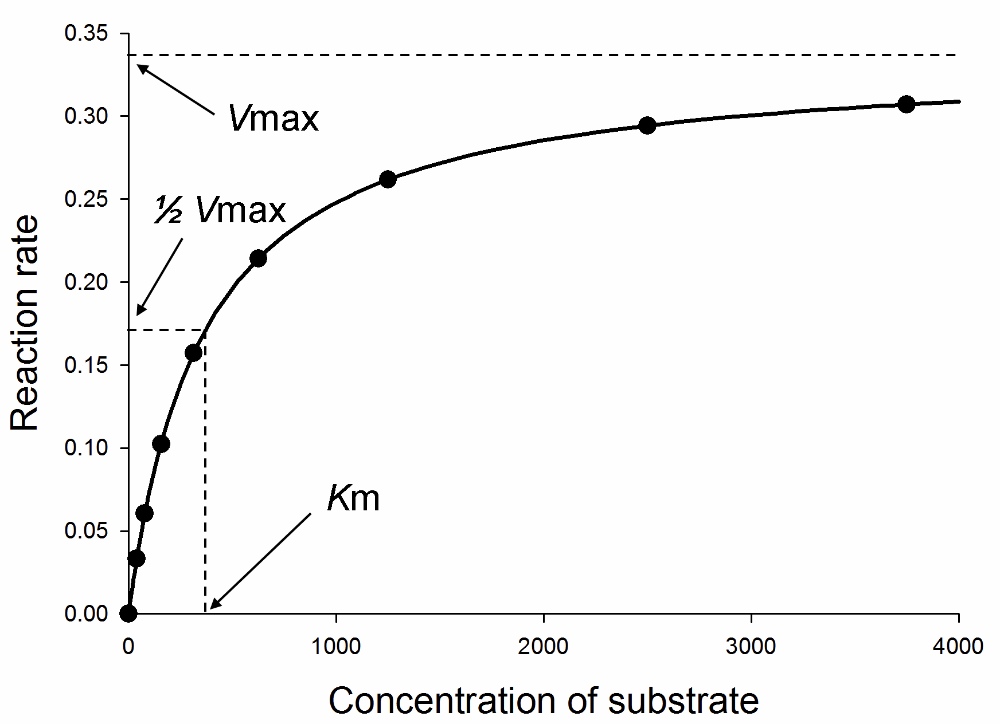 0.35
Vmax
0.30
½ Vmax
0.25
0.20
0.15
0.10
Km
0.05
0.00
0 1000 2000 3000 4000
Reaction rate
Concentration of substrate